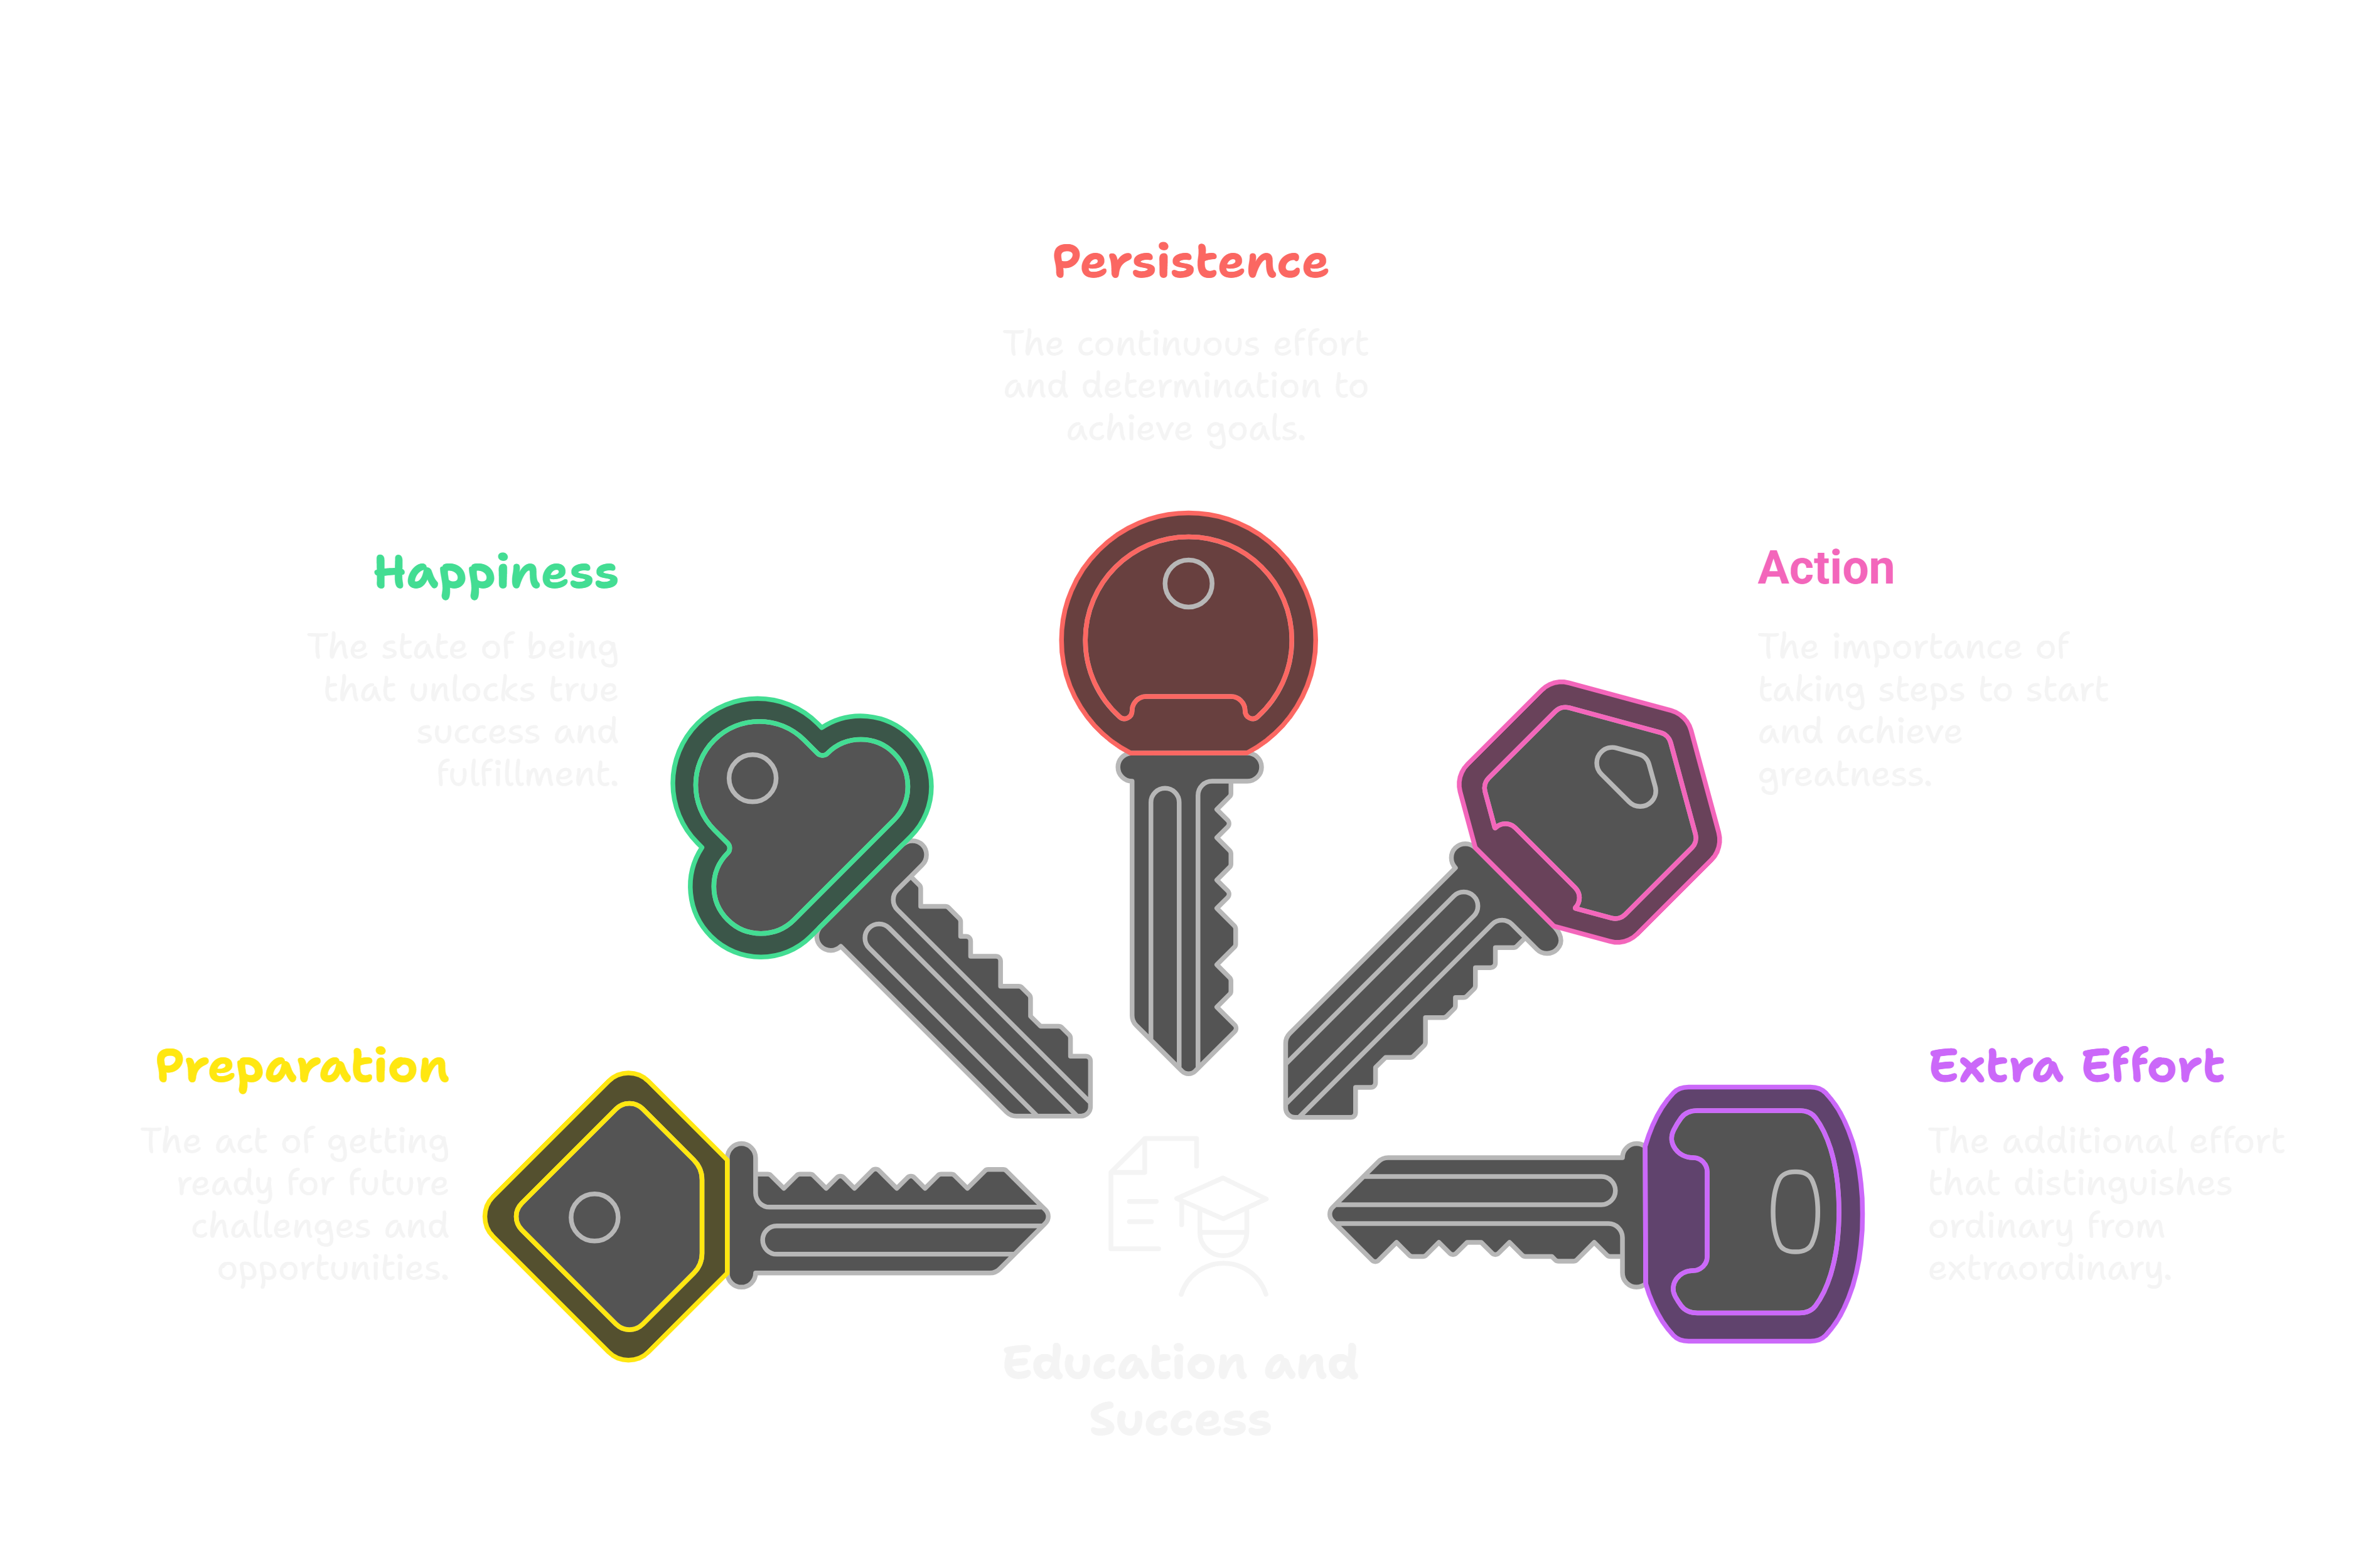 Persistence
The continuous effort
and determination to
achieve goals.
Happiness
The state of being
that unlocks true
success and
fulfillment.
Action
The importance of
taking steps to start
and achieve
greatness.
Preparation
The act of getting
ready for future
challenges and
opportunities.
Extra Effort
The additional effort
that distinguishes
ordinary from
extraordinary.
Education and
Success